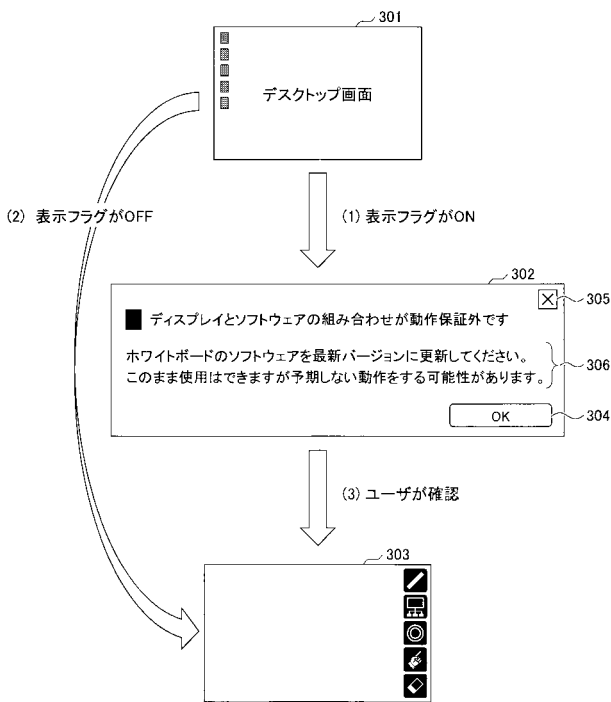 301
デスクトップ画面
(2) 表示フラグがOFF
(1) 表示フラグがON
302
305
ディスプレイとソフトウェアの組み合わせが動作保証外です
ホワイトボードのソフトウェアを最新バージョンに更新してください。
このまま使用はできますが予期しない動作をする可能性があります。
306
OK
304
(3) ユーザが確認
303